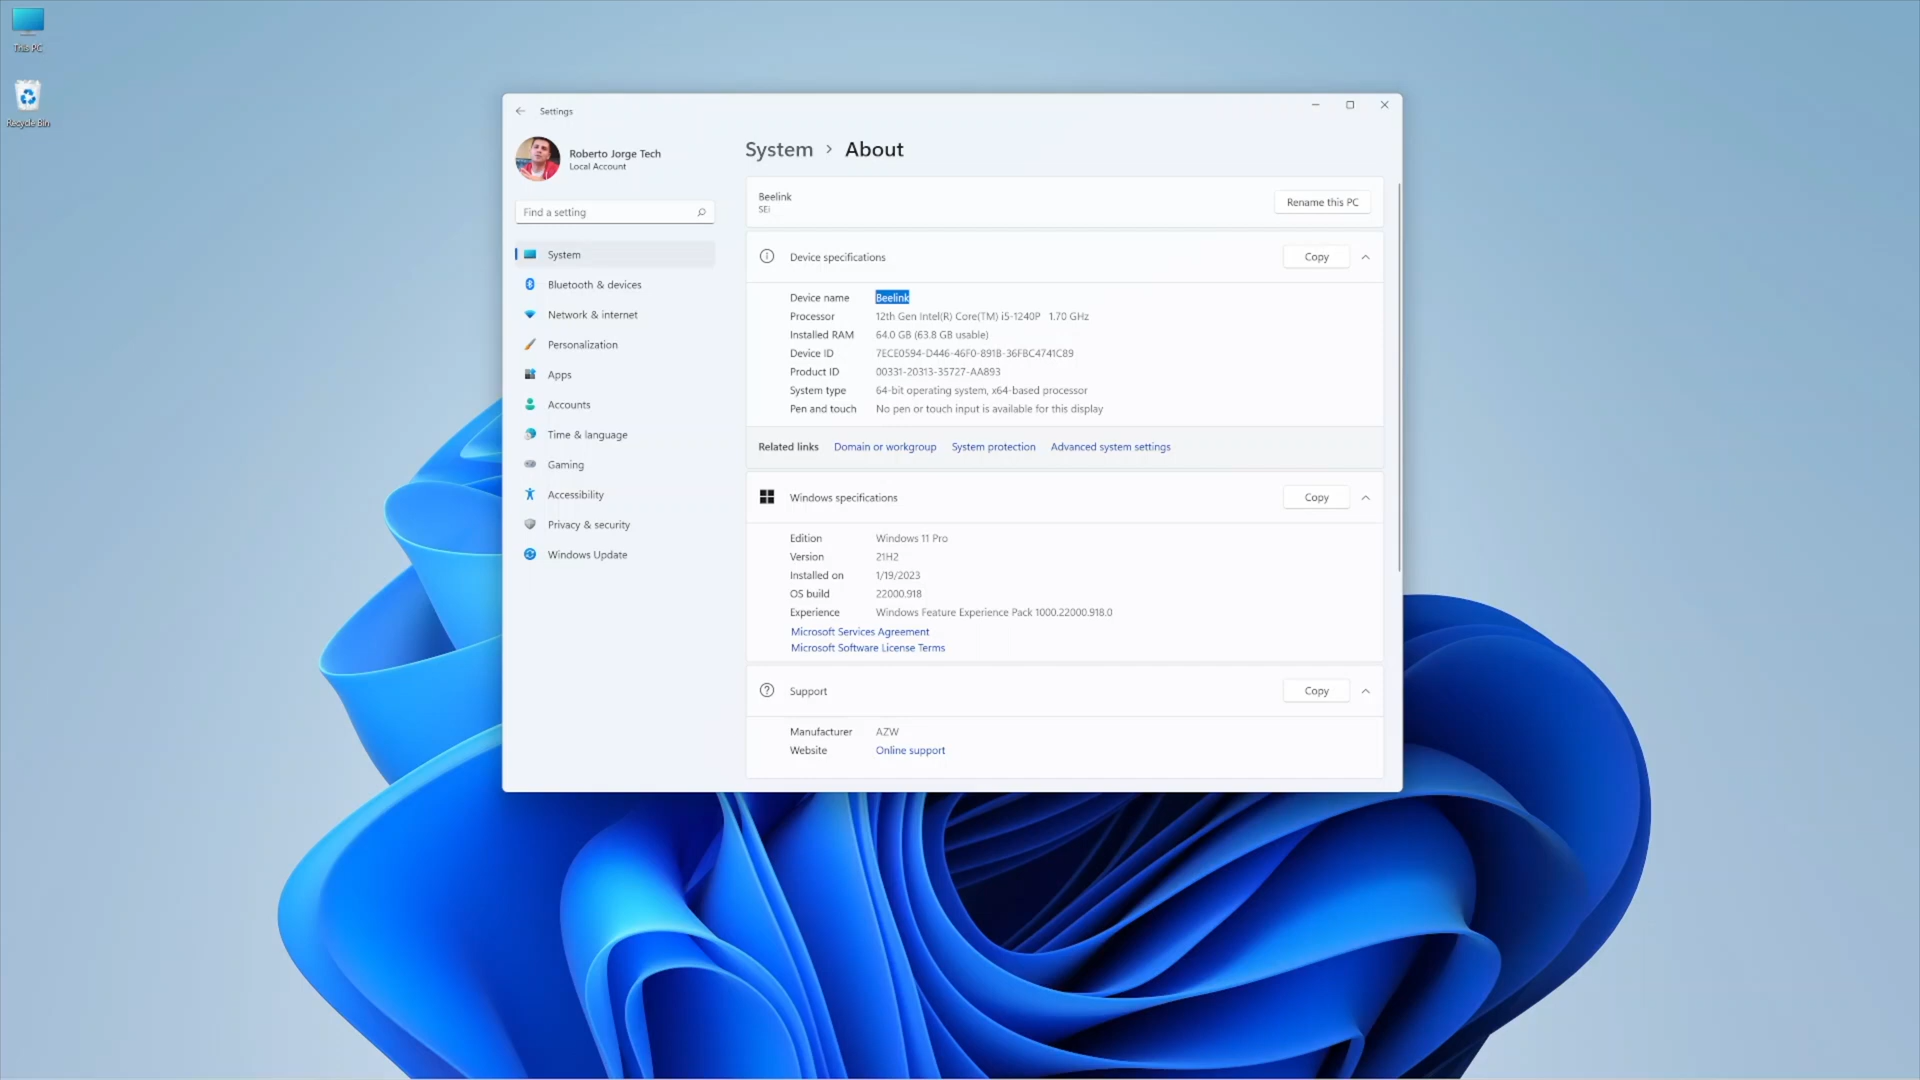 This PC
Recycle Bin
Settings
Roberto Jorge Tech
Local Account
Find a setting
System
Bluetooth & devices
Network & internet
Personalization
Apps
Accounts
Time & language
Gaming
Accessibility
Privacy & security
Windows Update
System > About
Beelink
SEi
Rename this PC
Device specifications
Copy
Device name Beelink
Processor 12th Gen Intel(R) Core(TM) i5-1240P 1.70 GHz
Installed RAM 64.0 GB (63.8 GB usable)
Device ID 7ECE0594-D446-46F0-891B-36FBC4741C89
Product ID 00331-20313-35727-AA893
System type 64-bit operating system, x64-based processor
Pen and touch No pen or touch input is available for this display
Related links Domain or workgroup System protection Advanced system settings
Windows specifications
Copy
Edition Windows 11 Pro
Version 21H2
Installed on 1/19/2023
OS build 22000.918
Experience Windows Feature Experience Pack 1000.22000.918.0
Microsoft Services Agreement
Microsoft Software License Terms
Support
Copy
Manufacturer AZW
Website Online support